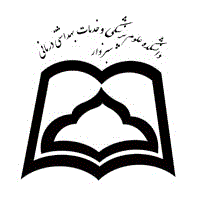 دانشکده علوم پزشکی و خدمات بهداشتی درمانی
سبزوار